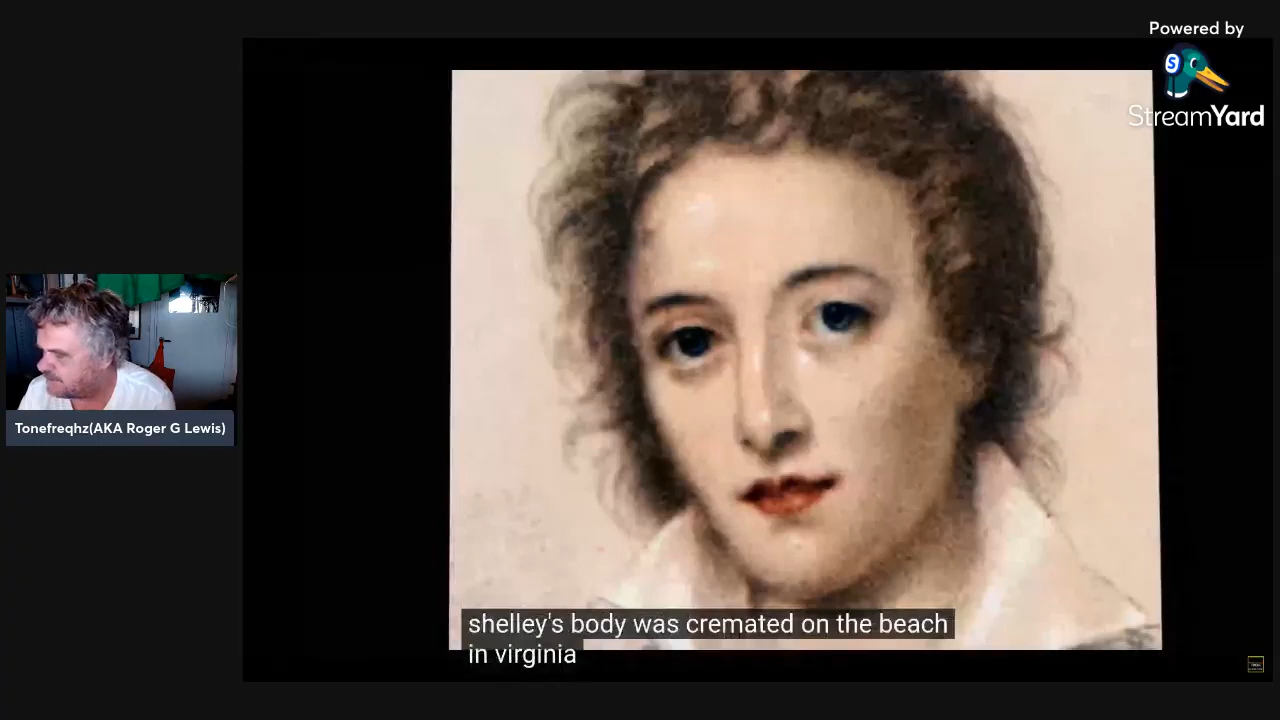 Powered by
StreamYard
Tonefreqhz(AKA Roger G Lewis)
shelley's body was cremated on the beach
in virginia